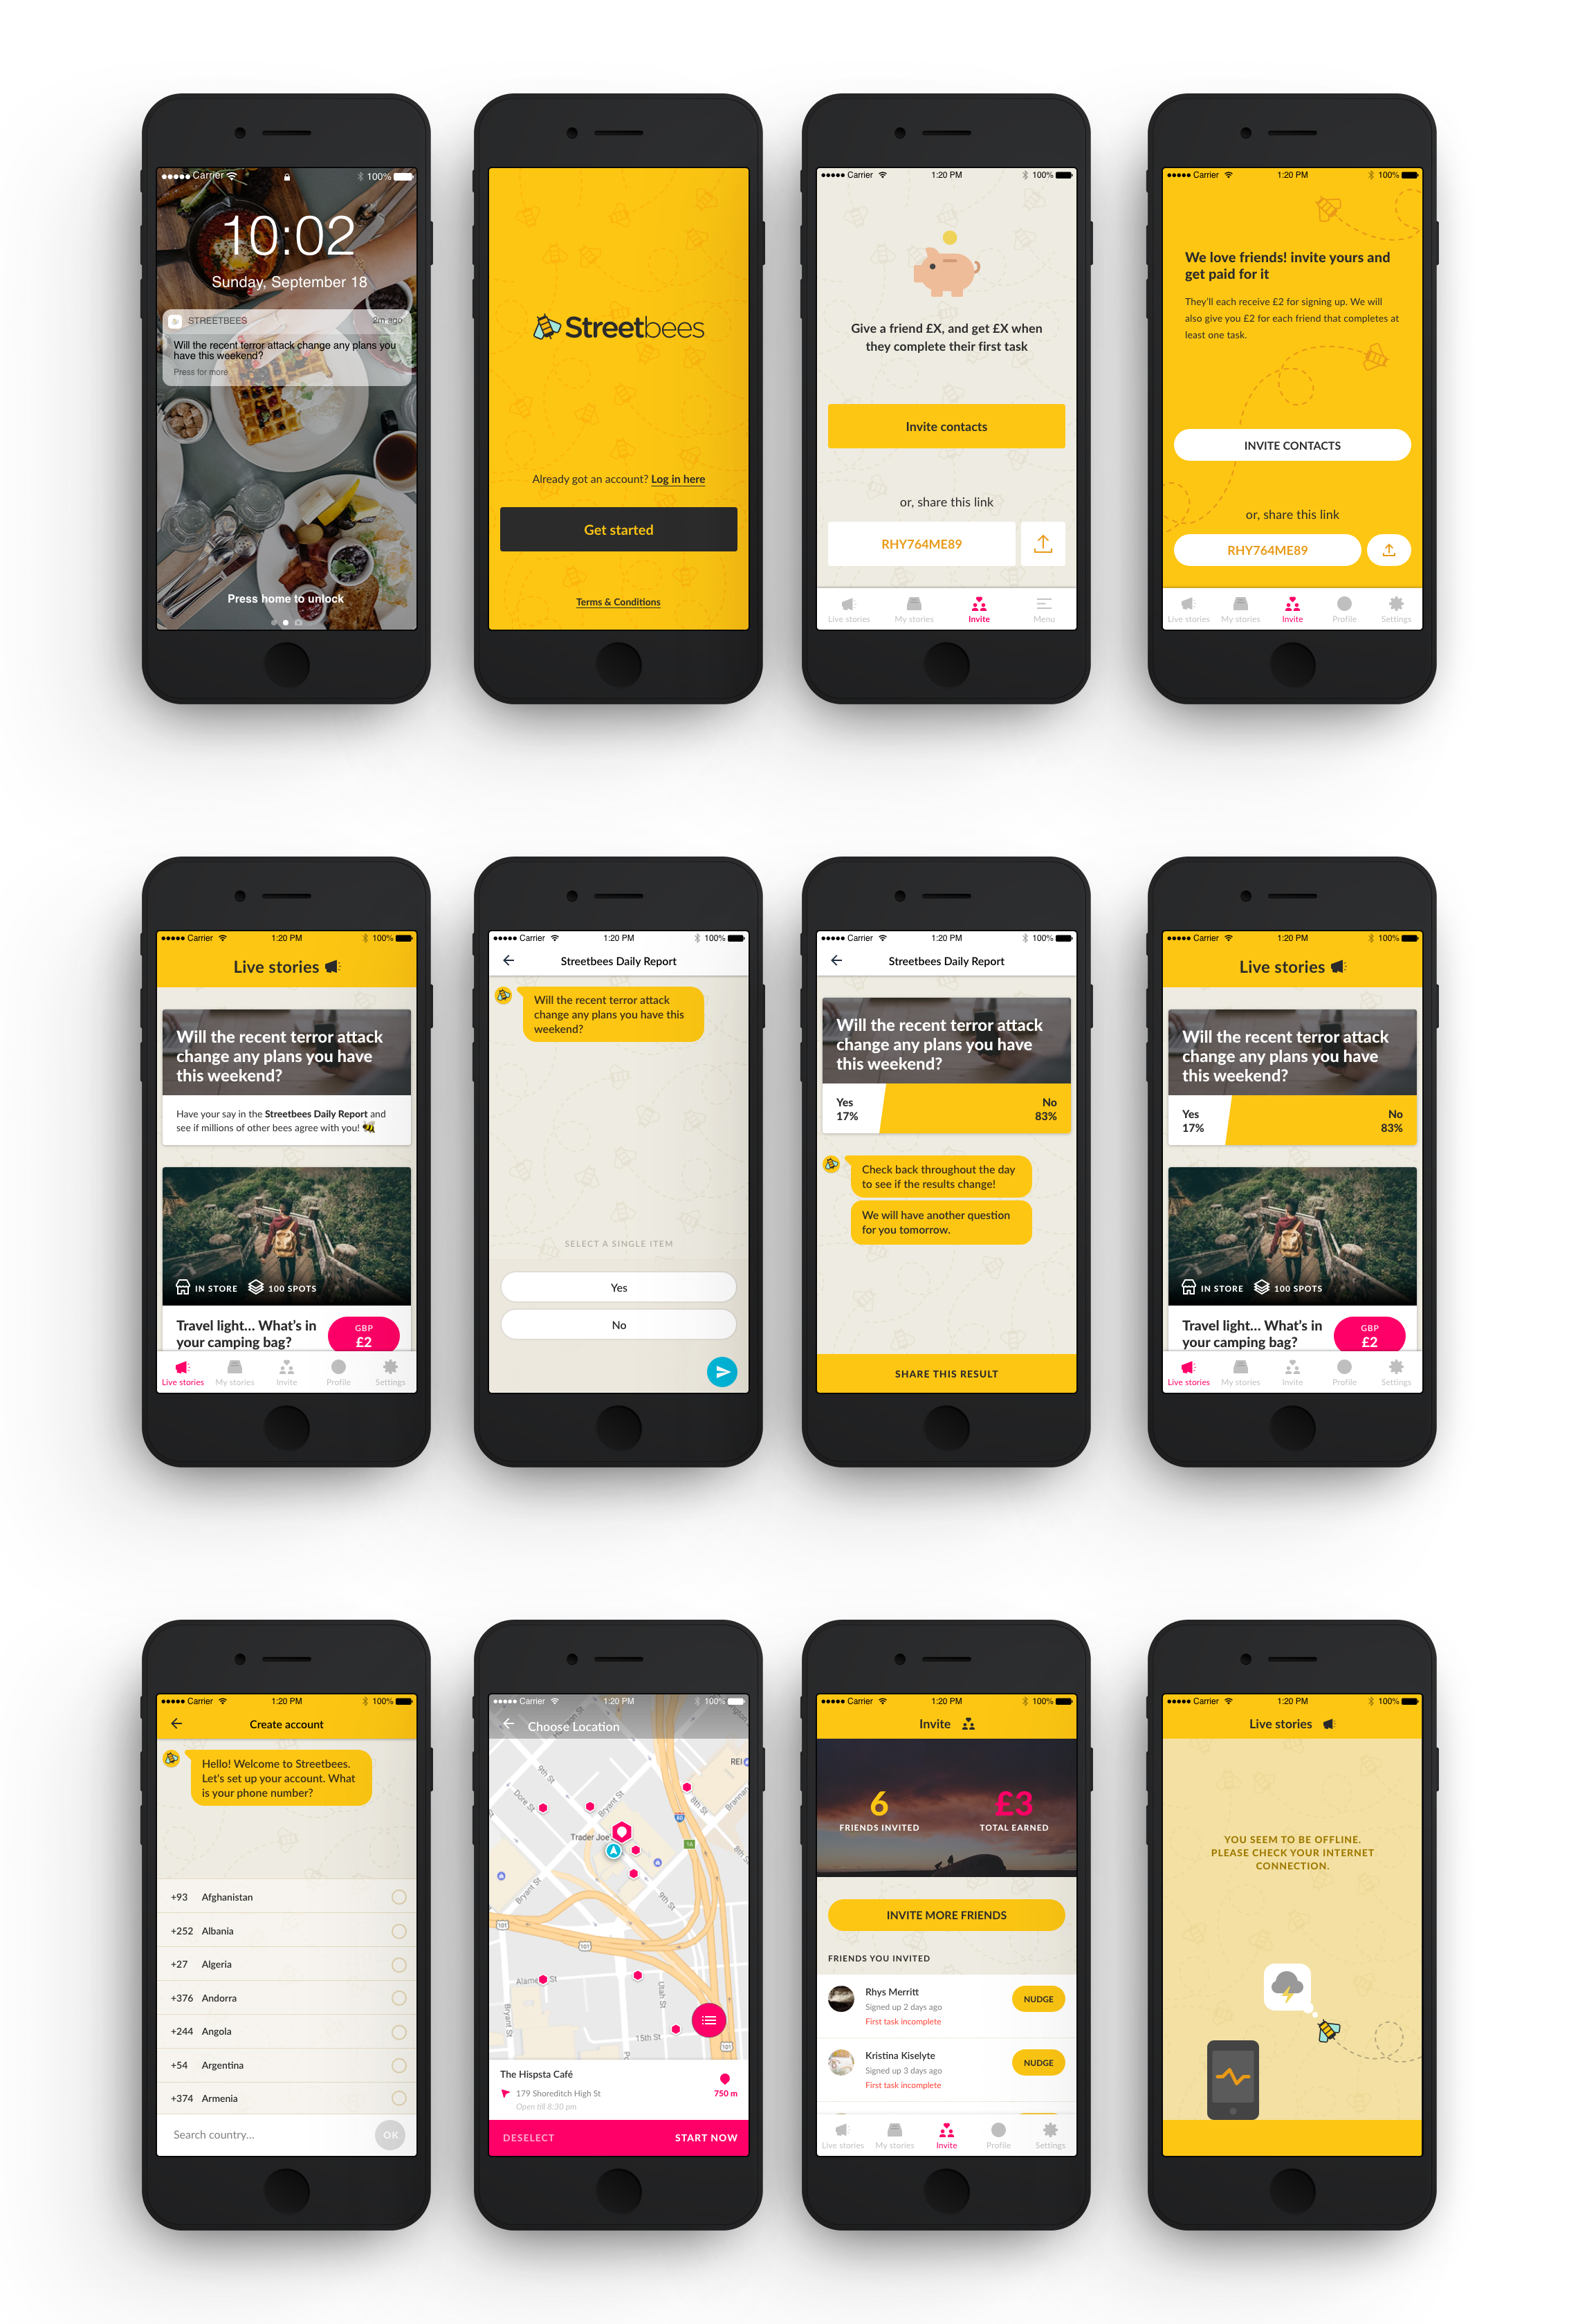 Carrier 100%
10:02
Sunday, September 18
STREETBEES 2m ago
Will the recent terror attack change any plans you
have this weekend?
Press for more
Press home to unlock
Streetbees
Already got an account? Log in here
Get started
Terms & Conditions
Carrier 1:20 PM 100%
Give a friend £X, and get £X when
they complete their first task
Invite contacts
or, share this link
RHY764ME89
Live stories My stories Invite Menu
Carrier 1:20 PM 100%
We love friends! invite yours and
get paid for it
They'll each receive £2 for signing up. We will
also give you £2 for each friend that completes at
least one task.
INVITE CONTACTS
or, share this link
RHY764ME89
Live stories My stories Invite Profile Settings
Carrier 1:20 PM 100%
Live stories
Will the recent terror attack
change any plans you have
this weekend?
Have your say in the Streetbees Daily Report and
see if millions of other bees agree with you!
IN STORE 100 SPOTS
Travel light... What's in
your camping bag?
GBP
£2
Live stories My stories Invite Profile Settings
Carrier 1:20 PM 100%
Streetbees Daily Report
Will the recent terror attack
change any plans you have this
weekend?
SELECT A SINGLE ITEM
Yes
No
Carrier 1:20 PM 100%
Streetbees Daily Report
Will the recent terror attack
change any plans you have
this weekend?
Yes No
17% 83%
Check back throughout the day
to see if the results change!
We will have another question
for you tomorrow.
SHARE THIS RESULT
Carrier 1:20 PM 100%
Live stories
Will the recent terror attack
change any plans you have
this weekend?
Yes No
17% 83%
IN STORE 100 SPOTS
Travel light... What's in
your camping bag?
GBP
£2
Live stories My stories Invite Profile Settings
Carrier 1:20 PM 100%
Create account
Hello! Welcome to Streetbees.
Let's set up your account. What
is your phone number?
+93 Afghanistan
+252 Albania
+27 Algeria
+376 Andorra
+244 Angola
+54 Argentina
+374 Armenia
Search country...
OK
Carrier 1:20 PM 100%
Choose Location
REI
9th St
Dore St
Bryant St
8th St
Brannan
80
1A
Trader Joe's
8th St
Bryant St
9th St
101
101
Alameda St
Utah St
Bryant St
15th St
101
The Hispsta Café
179 Shoreditch High St
750 m
Open till 8:30 pm
DESELECT START NOW
Carrier 1:20 PM 100%
Invite
6 £3
FRIENDS INVITED TOTAL EARNED
INVITE MORE FRIENDS
FRIENDS YOU INVITED
Rhys Merritt
Signed up 2 days ago
First task incomplete
NUDGE
Kristina Kiselyte
Signed up 3 days ago
First task incomplete
NUDGE
Live stories My stories Invite Profile Settings
Carrier 1:20 PM 100%
Live stories
YOU SEEM TO BE OFFLINE.
PLEASE CHECK YOUR INTERNET
CONNECTION.